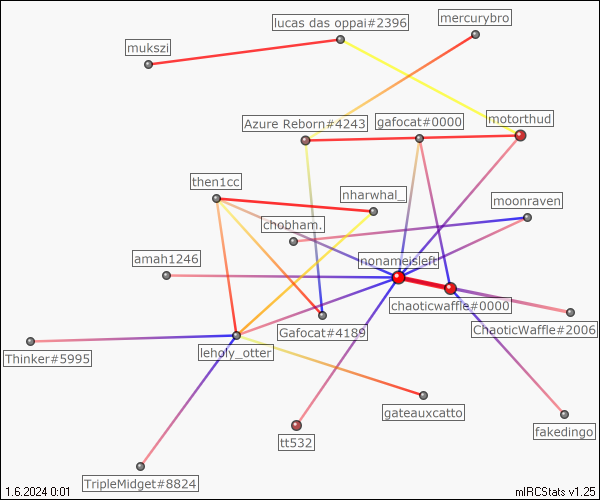 mercurybro
lucas das oppai#2396
mukszi
Azure Reborn#4243
gafocat#0000
motorthud
then1cc
nharwhal_
moonraven
chobham.
amah1246
nonameisleft
chaoticwaffle#0000
Gafocat#4189
ChaoticWaffle#2006
Thinker#5995
leholy_otter
gateauxcatto
fakedingo
tt532
TripleMidget#8824
1.6.2024 0:01
mIRCStats v1.25